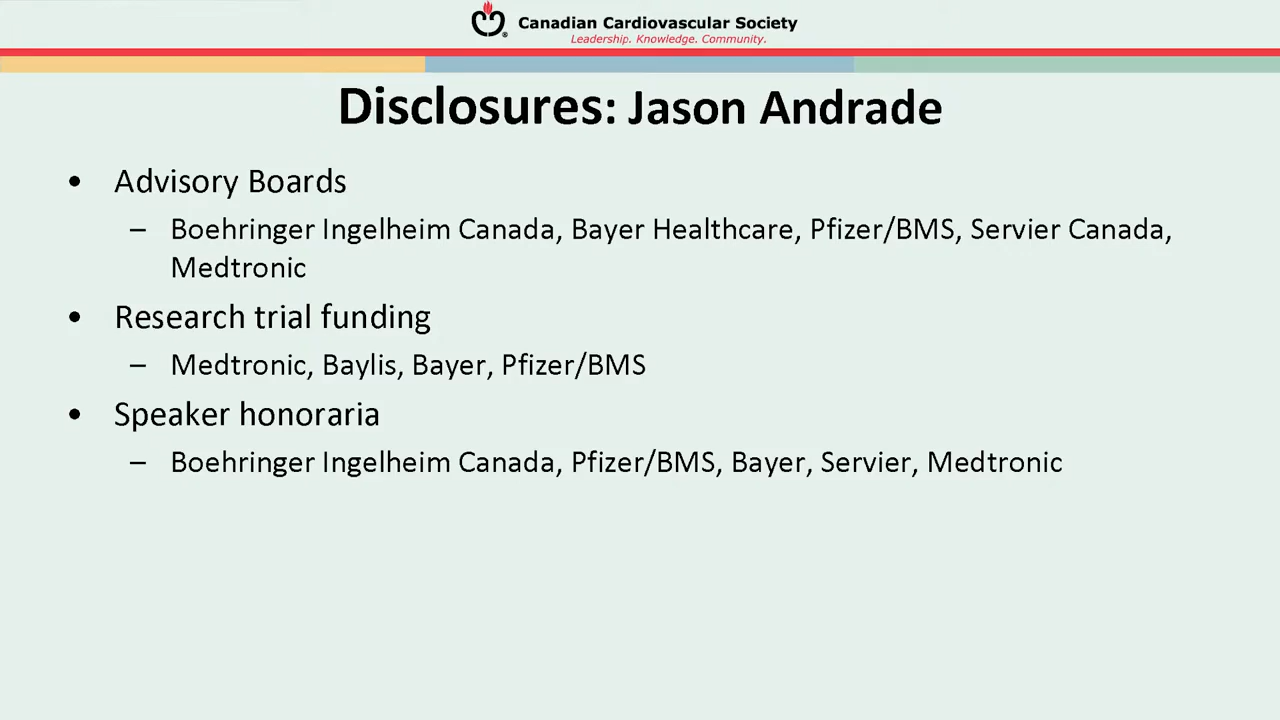 Canadian Cardiovascular Society
Leadership. Knowledge. Community.
Disclosures: Jason Andrade
• Advisory Boards
– Boehringer Ingelheim Canada, Bayer Healthcare, Pfizer/BMS, Servier Canada,
Medtronic
• Research trial funding
– Medtronic, Baylis, Bayer, Pfizer/BMS
• Speaker honoraria
– Boehringer Ingelheim Canada, Pfizer/BMS, Bayer, Servier, Medtronic